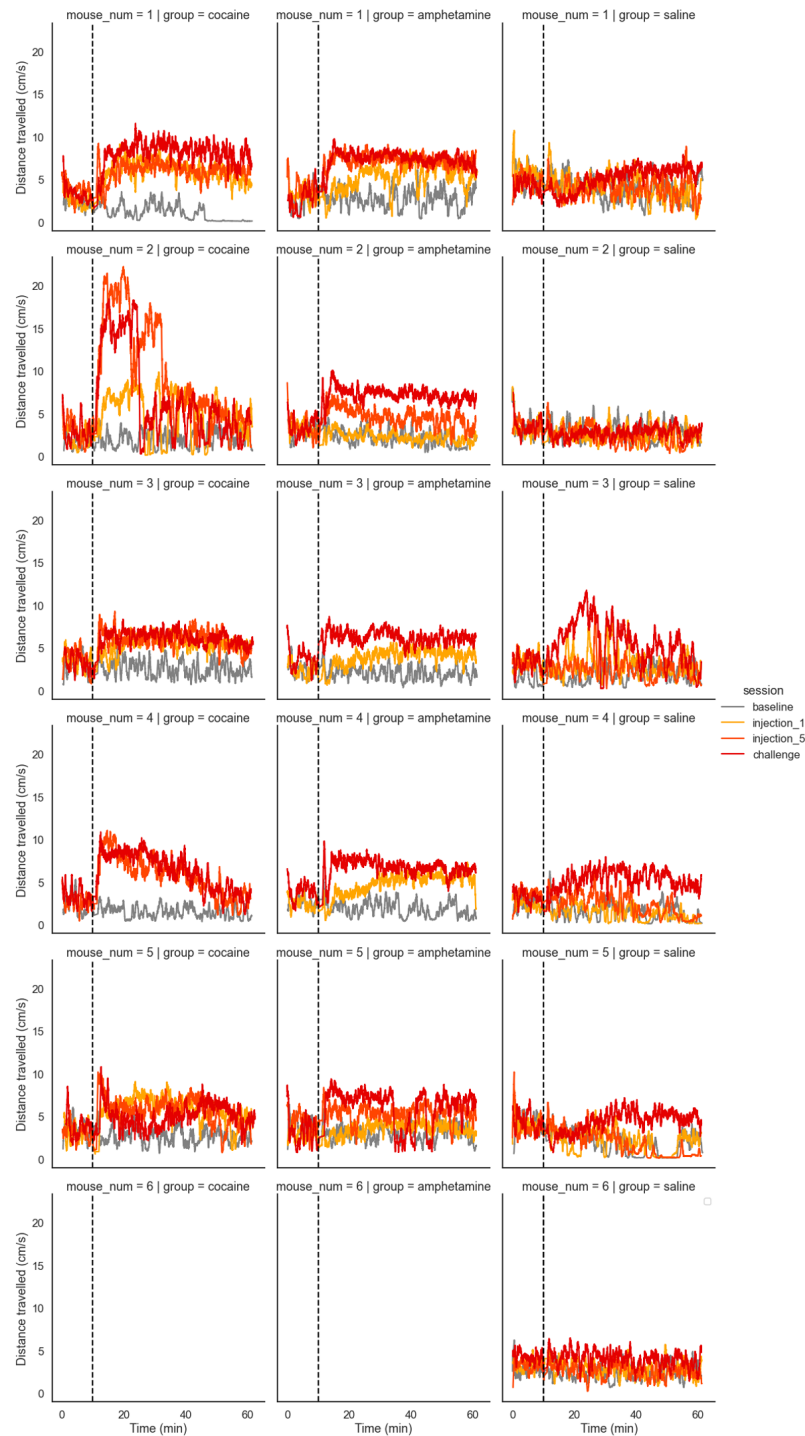 mouse_num = 1 | group = cocaine
mouse_num = 1 | group = amphetamine
mouse_num = 1 | group = saline
Distance travelled (cm/s)
20
15
10
5
0
mouse_num = 2 | group = cocaine
mouse_num = 2 | group = amphetamine
mouse_num = 2 | group = saline
Distance travelled (cm/s)
20
15
10
5
0
mouse_num = 3 | group = cocaine
mouse_num = 3 | group = amphetamine
mouse_num = 3 | group = saline
Distance travelled (cm/s)
20
15
10
5
0
session
baseline
injection_1
injection_5
challenge
mouse_num = 4 | group = cocaine
mouse_num = 4 | group = amphetamine
mouse_num = 4 | group = saline
Distance travelled (cm/s)
20
15
10
5
0
mouse_num = 5 | group = cocaine
mouse_num = 5 | group = amphetamine
mouse_num = 5 | group = saline
Distance travelled (cm/s)
20
15
10
5
0
mouse_num = 6 | group = cocaine
mouse_num = 6 | group = amphetamine
mouse_num = 6 | group = saline
Distance travelled (cm/s)
20
15
10
5
0
0 20 40 60
0 20 40 60
0 20 40 60
Time (min)
Time (min)
Time (min)